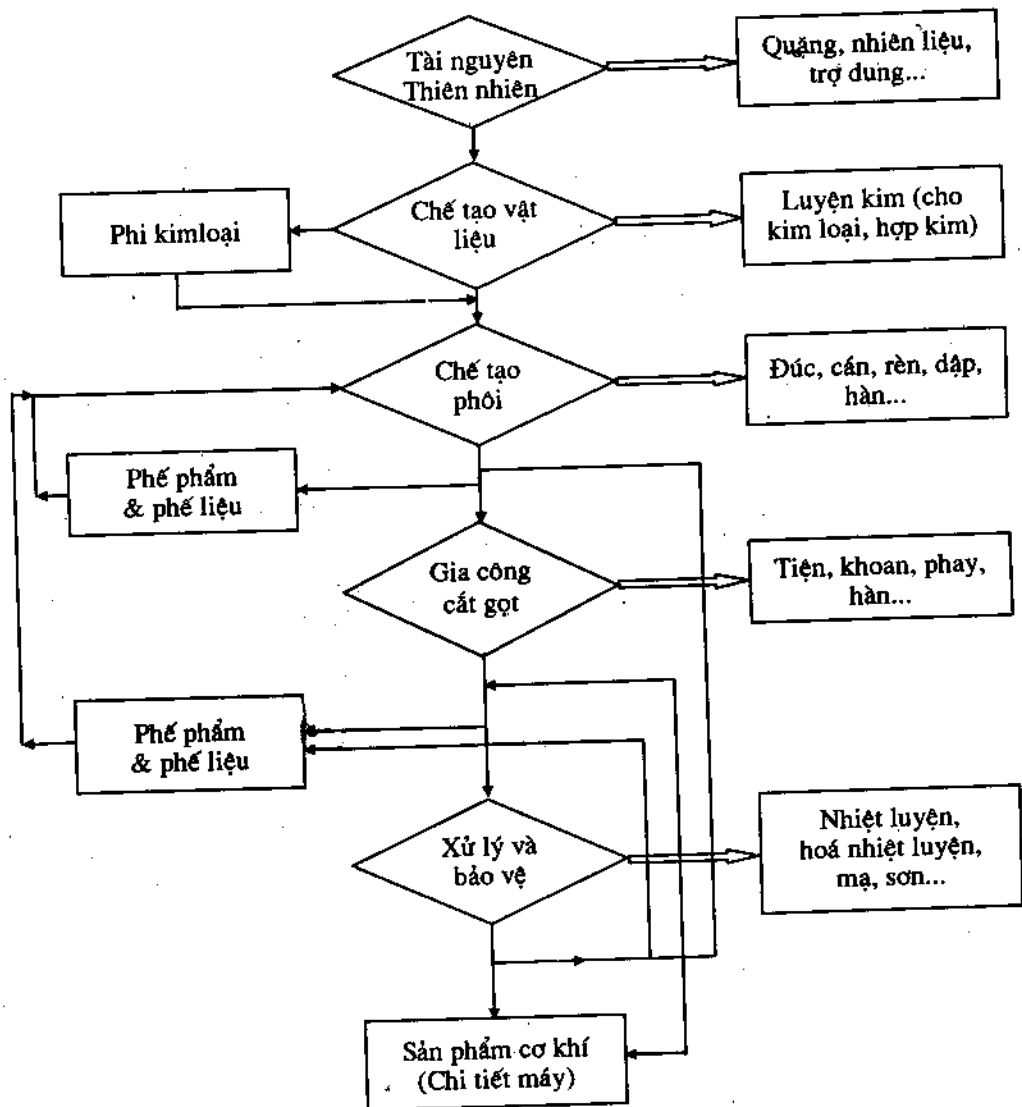 Tài nguyên
Thiên nhiên
Quặng, nhiên liệu,
trợ dung...
Phi kimloại
Chế tạo vật
liệu
Luyện kim (cho
kim loại, hợp kim)
Chế tạo
phôi
Đúc, cán, rèn, dập,
hàn...
Phế phẩm
& phế liệu
Gia công
cắt gọt
Tiện, khoan, phay,
hàn...
Phế phẩm
& phế liệu
Xử lý và
bảo vệ
Nhiệt luyện,
hoá nhiệt luyện,
mạ, sơn...
Sản phẩm cơ khí
(Chi tiết máy)